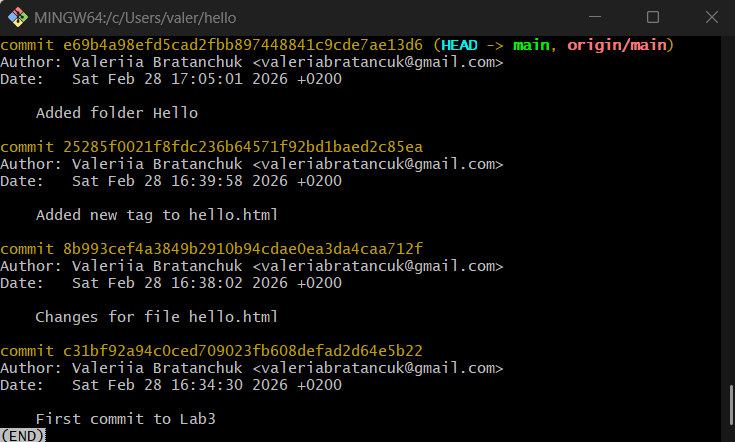 MINGW64:/c/Users/valer/hello
commit e69b4a98efd5cad2fbb897448841c9cde7ae13d6 (HEAD -> main, origin/main)
Author: Valeriia Bratanchuk <valeriabratancuk@gmail.com>
Date:   Sat Feb 28 17:05:01 2026 +0200
    Added folder Hello
commit 25285f0021f8fdc236b64571f92bd1baed2c85ea
Author: Valeriia Bratanchuk <valeriabratancuk@gmail.com>
Date:   Sat Feb 28 16:39:58 2026 +0200
    Added new tag to hello.html
commit 8b993cef4a3849b2910b94cdae0ea3da4caa712f
Author: Valeriia Bratanchuk <valeriabratancuk@gmail.com>
Date:   Sat Feb 28 16:38:02 2026 +0200
    Changes for file hello.html
commit c31bf92a94c0ced709023fb608defad2d64e5b22
Author: Valeriia Bratanchuk <valeriabratancuk@gmail.com>
Date:   Sat Feb 28 16:34:30 2026 +0200
    First commit to Lab3
(END)